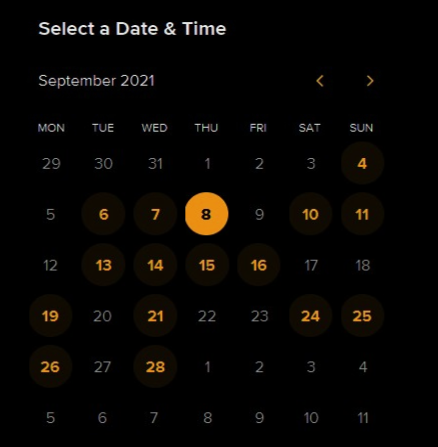 Select a Date & Time
September 2021
MON TUE WED THU FRI SAT SUN
29 30 31 1 2 3 4
5 6 7 8 9 10 11
12 13 14 15 16 17 18
19 20 21 22 23 24 25
26 27 28 1 2 3 4
5 6 7 8 9 10 11